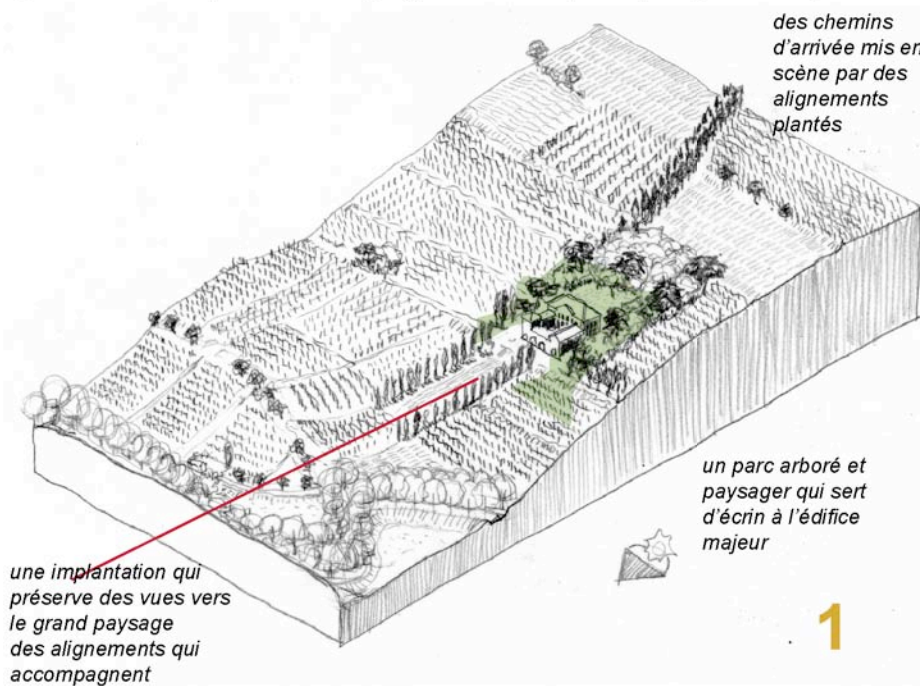 des chemins
d'arrivée mis en
scène par des
alignements
plantés
un parc arboré et
paysager qui sert
d'écrin à l'édifice
majeur
une implantation qui
préserve des vues vers
le grand paysage
des alignements qui
accompagnent
1